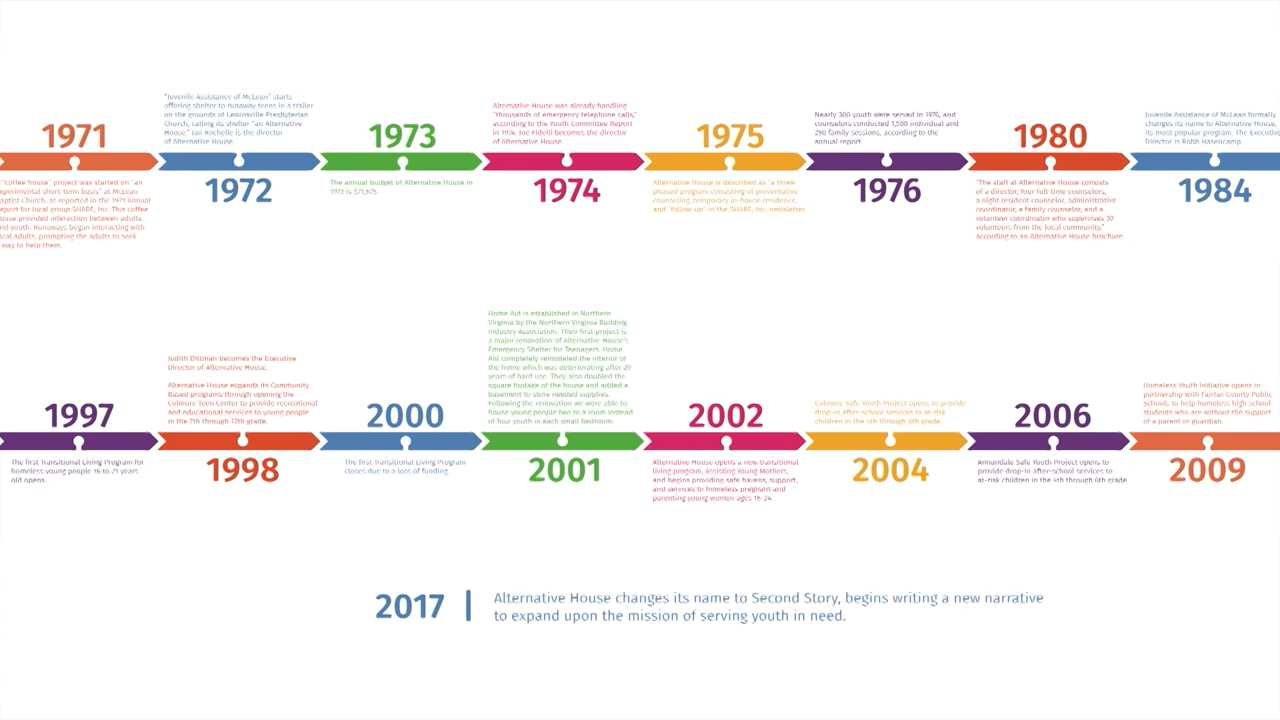 1971
"coffee house" project was started on "an
xperimental short-term basis" at McLean
aptist Church, as reported in the 1971 Annual
eport for local group SHARE, Inc. This coffee
ouse provided interaction between adults
nd youth. Runaways began interacting with
cal adults, prompting the adults to seek
way to help them.
"Juvenile Assistance of McLean" starts
offering shelter to runaway teens in a trailer
on the grounds of Lewinsville Presbyterian
Church, calling its shelter "an Alternative
House." Ian Rochelle is the director
of Alternative House.
1972
1973
The annual budget of Alternative House in
1973 is
Alternative House was already handling
"thousands of emergency telephone calls,"
according to the Youth Committee Report
in 1974. Joe Fidelli becomes the director
of Alternative House.
1974
1975
Alternative House is described as "a three-
phased program consisting of preventative
counseling, temporary in-house residence,
and "follow-up" in the SHARE, Inc. newsletter.
Nearly 300 youth were served in 1976, and
counselors conducted 1,500 individual and
250 family sessions, according to the
annual report.
1976
1980
"The staff at Alternative House consists
of a director, four full-time counselors,
a night resident counselor, administrative
coordinator, a family counselor, and a
volunteer coordinator who supervises 30
volunteers from the local community,"
according to an Alternative House brochure.
Juvenile Assistance of McLean formally
changes its name to Alternative House,
its most popular program. The Executive
Director is Robb Hasencamp.
1984
1997
The first Transitional Living Program for
homeless young people 16 to 21 years
old opens.
Judith Dittman becomes the Executive
Director of Alternative House.
Alternative House expands its Community
Based programs through opening the
Culmore Teen Center to provide recreational
and educational services to young people
in the 7th through 12th grade.
1998
2000
The first Transitional Living Program
closes due to a loss of funding.
Home Aid is established in Northern
Virginia by the Northern Virginia Building
Industry Association. Their first project is
a major renovation of Alternative House's
Emergency Shelter for Teenagers. Home
Aid completely remodeled the interior of
the home which was deteriorating after 20
years of hard use. They also doubled the
square footage of the house and added a
basement to store needed supplies.
Following the renovation we were able to
house young people two to a room instead
of four youth in each small bedroom.
2001
2002
Alternative House opens a new transitional
living program, Assisting Young Mothers,
and begins providing safe havens, support,
and services to homeless pregnant and
parenting young women ages 16-24.
Culmore Safe Youth Project opens to provide
drop-in after-school services to at-risk
children in the 4th through 6th grade.
2004
2006
Annandale Safe Youth Project opens to
provide drop-in after-school services to
at-risk children in the 4th through 6th grade.
Homeless Youth Initiative opens in
partnership with Fairfax County Public
Schools to help homeless high school
students who are without the support
of a parent or guardian.
2009
2017 | Alternative House changes its name to Second Story, begins writing a new narrative
to expand upon the mission of serving youth in need.